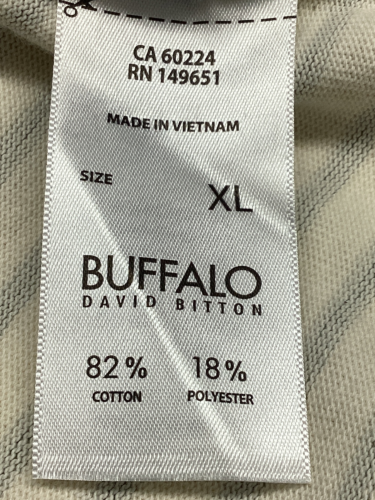 CA 60224
RN 149651
MADE IN VIETNAM
SIZE XL
BUFFALO
DAVID BITTON
82% 18%
COTTON POLYESTER